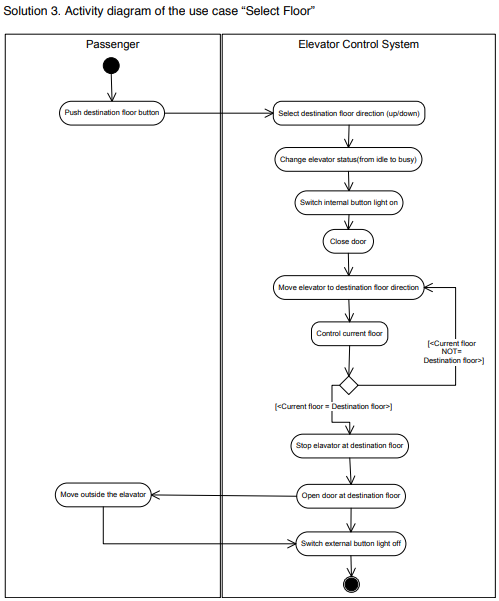 Solution 3. Activity diagram of the use case “Select Floor”
Passenger
Elevator Control System
Push destination floor button
Select destination floor direction (up/down)
Change elevator status(from idle to busy)
Switch internal button light on
Close door
Move elevator to destination floor direction
Control current floor
[<Current floor
NOT=
Destination floor>]
[<Current floor = Destination floor>]
Stop elavator at destination floor
Move outside the elavator
Open door at destination floor
Switch external button light off